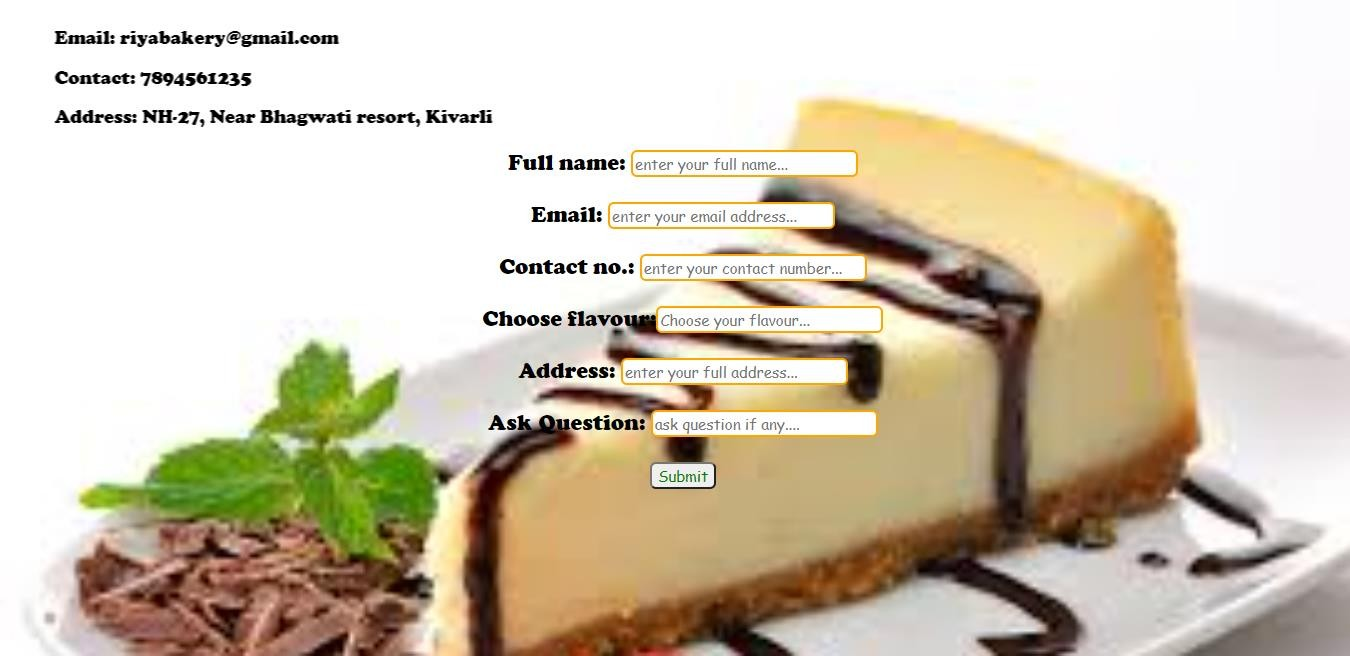 Email: riyabakery@gmail.com
Contact: 7894561235
Address: NH-27, Near Bhagwati resort, Kivarli
Full name: enter your full name...
Email: enter your email address...
Contact no.: enter your contact number...
Choose flavour: Choose your flavour...
Address: enter your full address...
Ask Question: ask question if any....
Submit